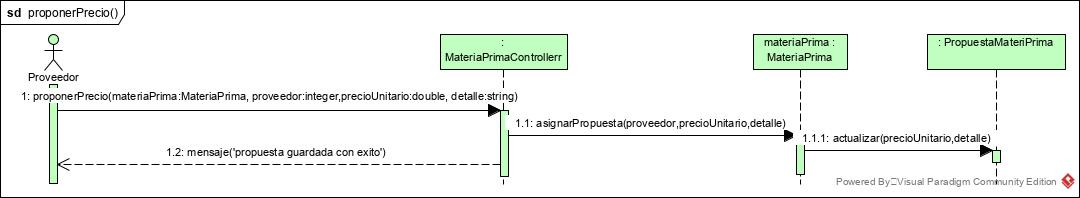 sd proponerPrecio()
Proveedor
:
MateriaPrimaControllerr
materiaPrima :
MateriaPrima
: PropuestaMateriPrima
1: proponerPrecio(materiaPrima:MateriaPrima, proveedor:integer,precioUnitario:double, detalle:string)
1.1: asignarPropuesta(proveedor,precioUnitario,detalle)
1.1.1: actualizar(precioUnitario,detalle)
1.2: mensaje('propuesta guardada con exito')
Powered By Visual Paradigm Community Edition